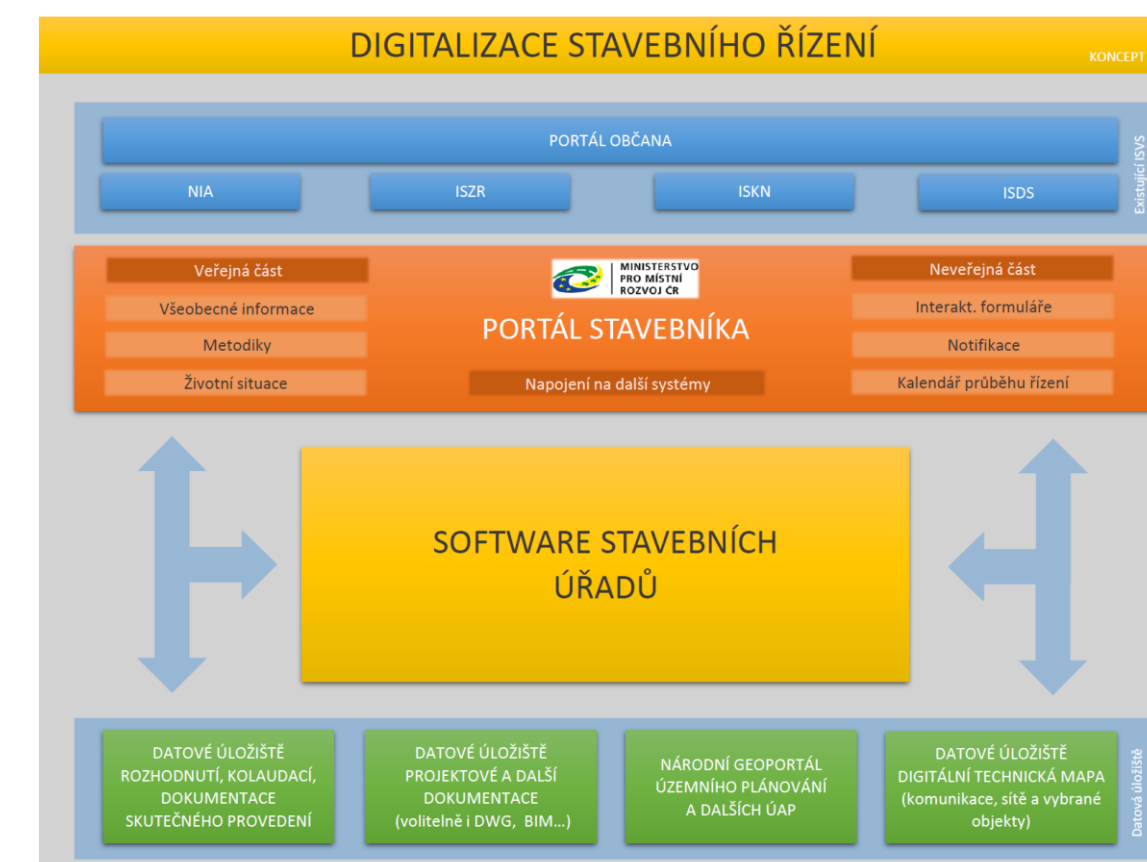 DIGITALIZACE STAVEBNÍHO ŘÍZENÍ
KONCEPT
PORTÁL OBČANA
NIA
ISZR
ISKN
ISDS
Existující ISVS
Veřejná část
Všeobecné informace
Metodiky
Životní situace
MINISTERSTVO
PRO MÍSTNÍ
ROZVOJ ČR
PORTÁL STAVEBNÍKA
Napojení na další systémy
Neveřejná část
Interakt. formuláře
Notifikace
Kalendář průběhu řízení
SOFTWARE STAVEBNÍCH
ÚŘADŮ
DATOVÉ ÚLOŽIŠTĚ
ROZHODNUTÍ, KOLAUDACÍ,
DOKUMENTACE
SKUTEČNÉHO PROVEDENÍ
DATOVÉ ÚLOŽIŠTĚ
PROJEKTOVÉ A DALŠÍ
DOKUMENTACE
(volitelně i DWG, BIM...)
NÁRODNÍ GEOPORTÁL
ÚZEMNÍHO PLÁNOVÁNÍ
A DALŠÍCH ÚAP
DATOVÉ ÚLOŽIŠTĚ
DIGITÁLNÍ TECHNICKÁ MAPA
(komunikace, sítě a vybrané
objekty)
Datová úložiště